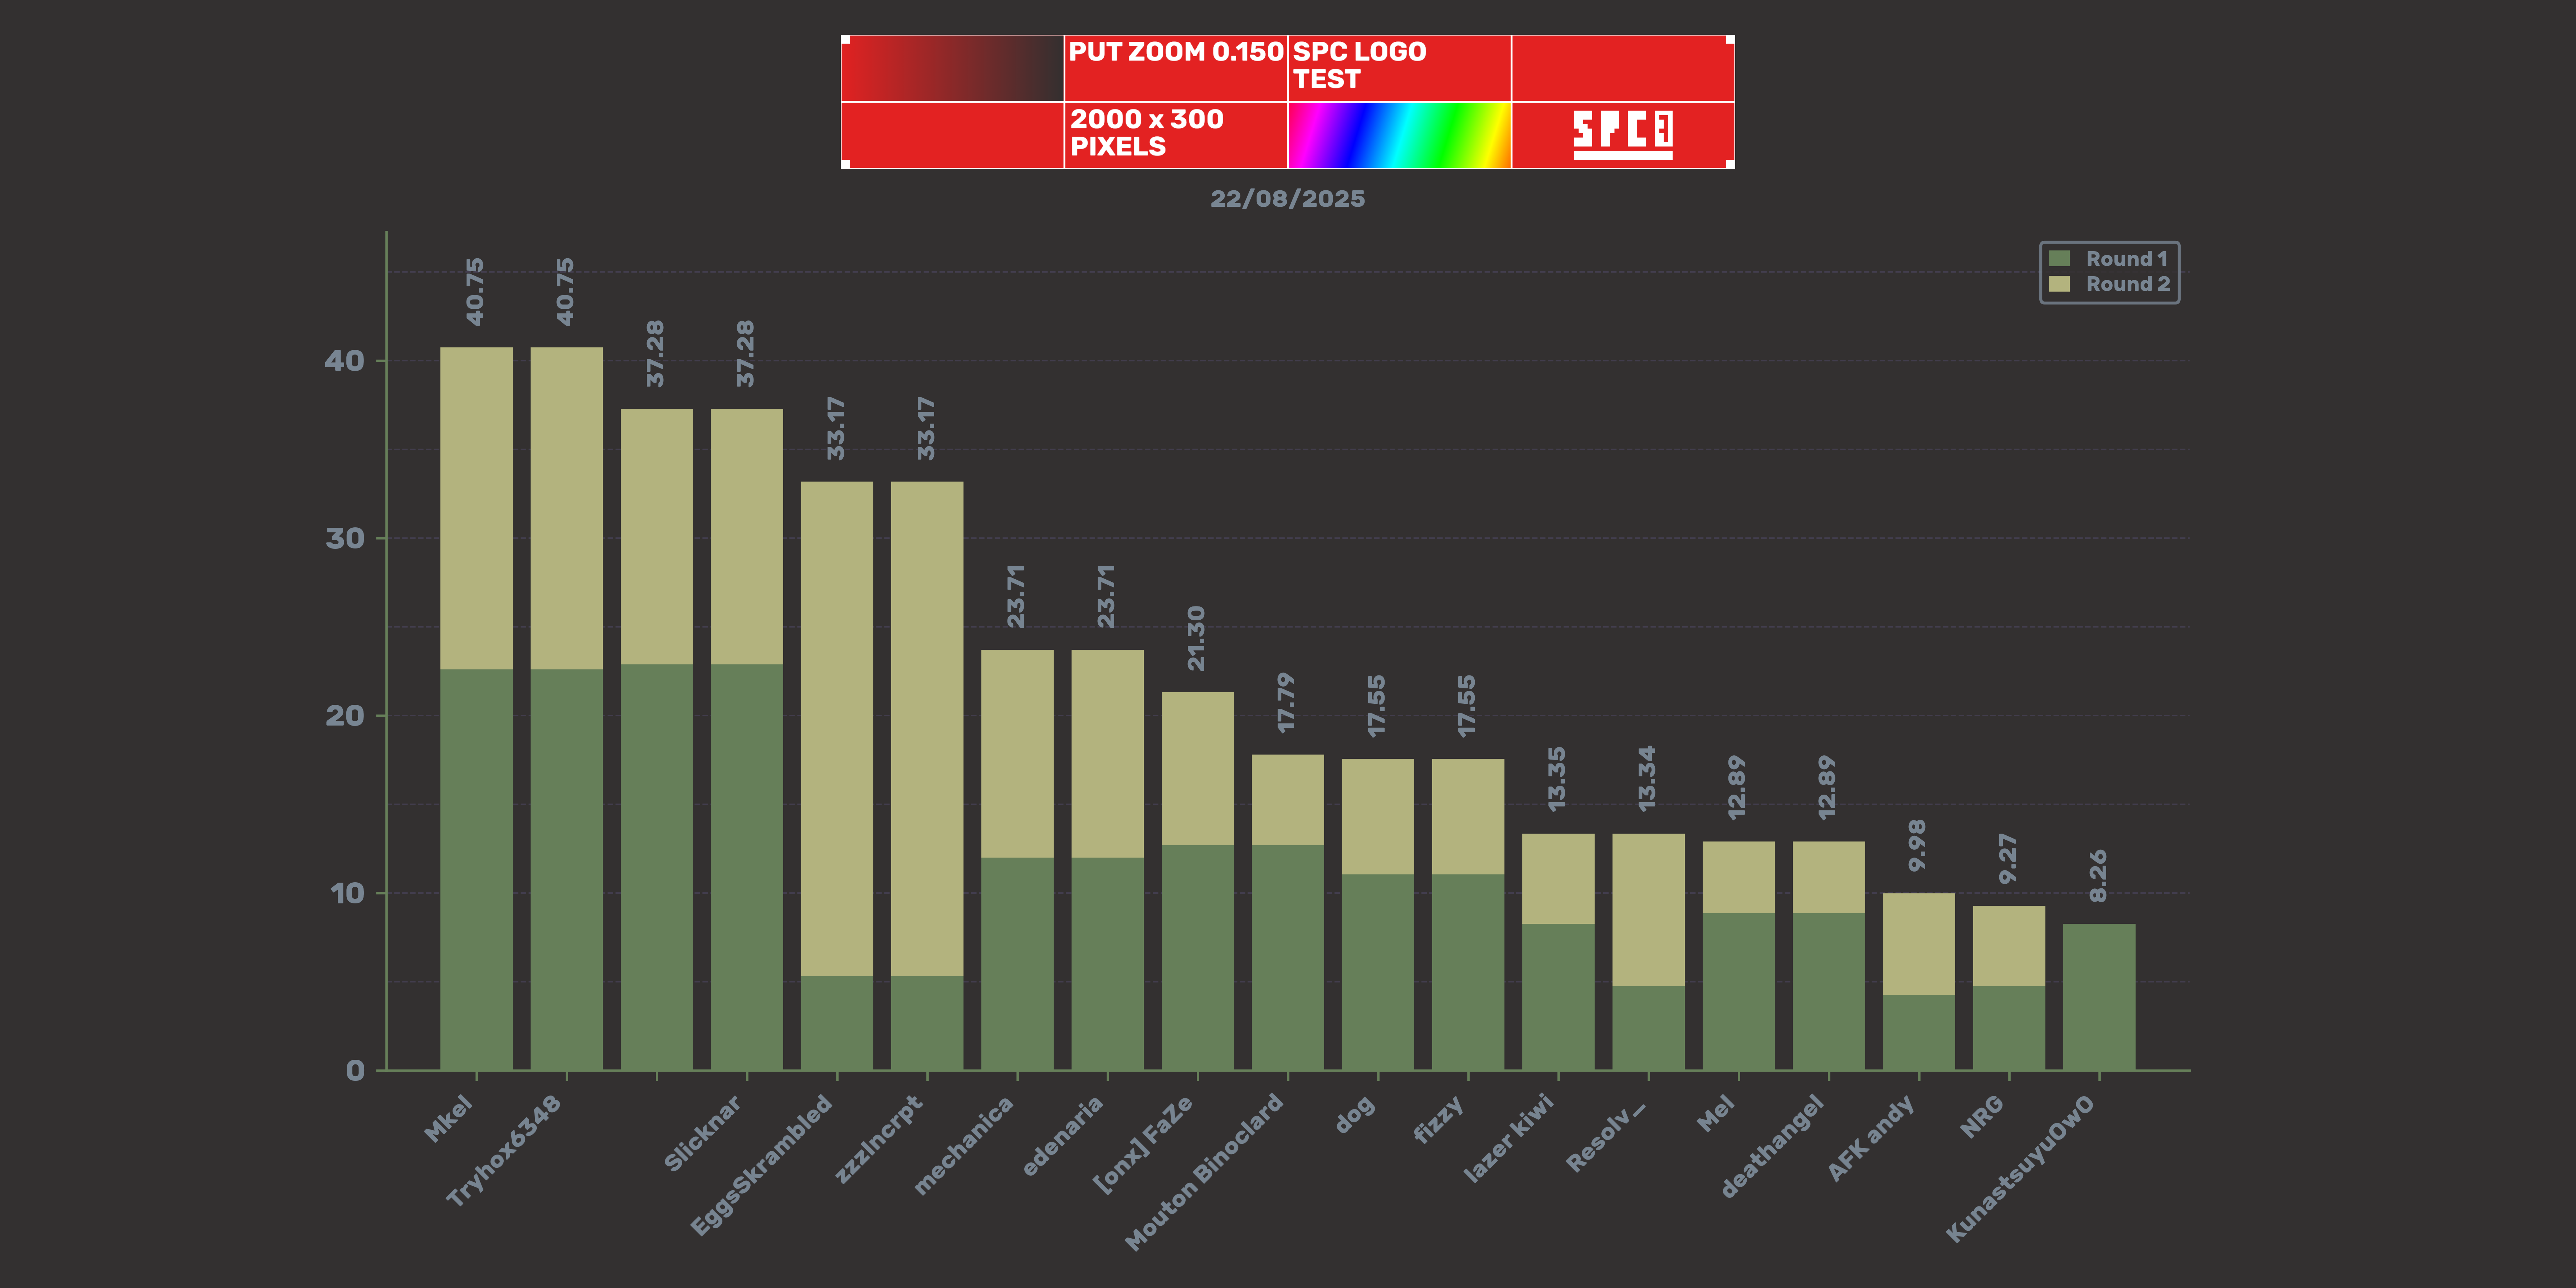 PUT ZOOM 0.150
SPC LOGO
TEST
2000 x 300
PIXELS
SPC
22/08/2025
Round 1
Round 2
40
30
20
10
0
40.75
40.75
37.28
37.28
33.17
33.17
23.71
23.71
21.30
17.79
17.55
17.55
13.35
13.34
12.89
12.89
9.98
9.27
8.26
Mkel
Tryhox6348
Slicknar
EggsSkrambled
zzzIncrpt
mechanica
edenaria
[onx] FaZe
Mouton Binoclard
dog
fizzy
lazer kiwi
Resolv_
Mel
deathangel
AFK andy
NRG
KunastsuyuOwO